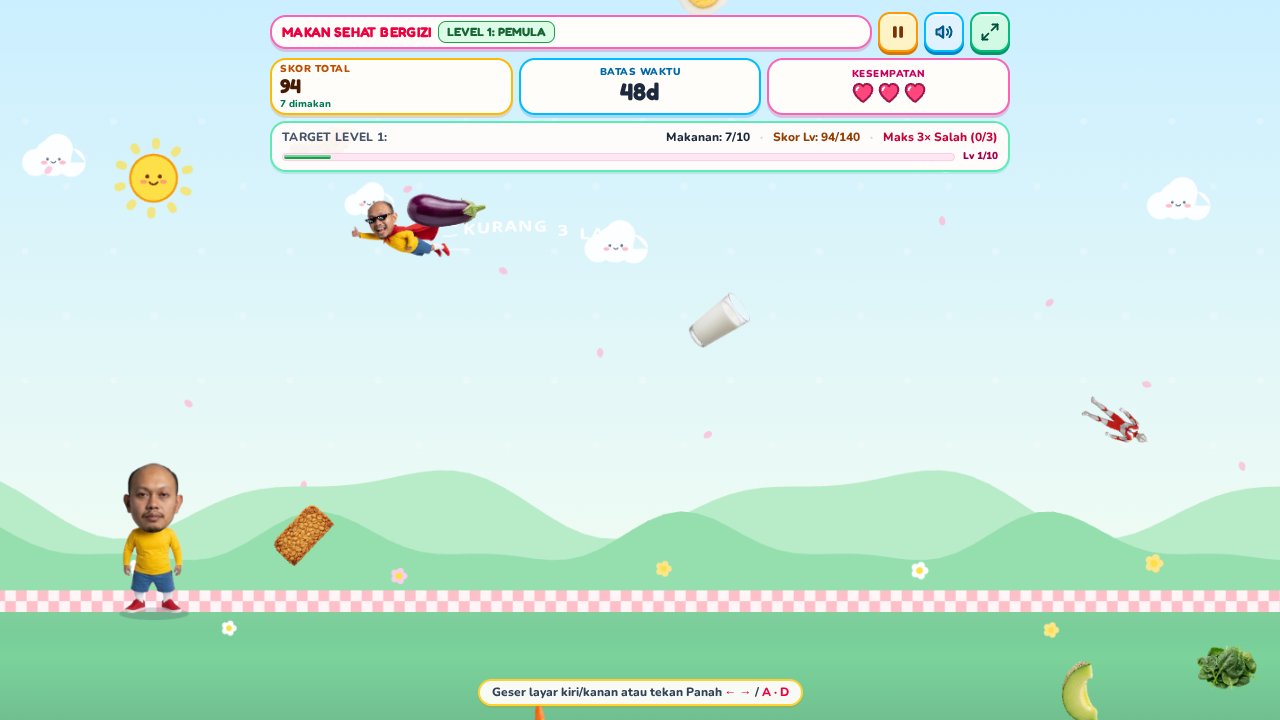 MAKAN SEHAT BERGIZI
LEVEL 1: PEMULA
SKOR TOTAL
94
7 dimakan
BATAS WAKTU
48d
KESEMPATAN
TARGET LEVEL 1:
Makanan: 7/10 · Skor Lv: 94/140 · Maks 3× Salah (0/3)
Lv 1/10
KURANG 3
Geser layar kiri/kanan atau tekan Panah ← → / A · D